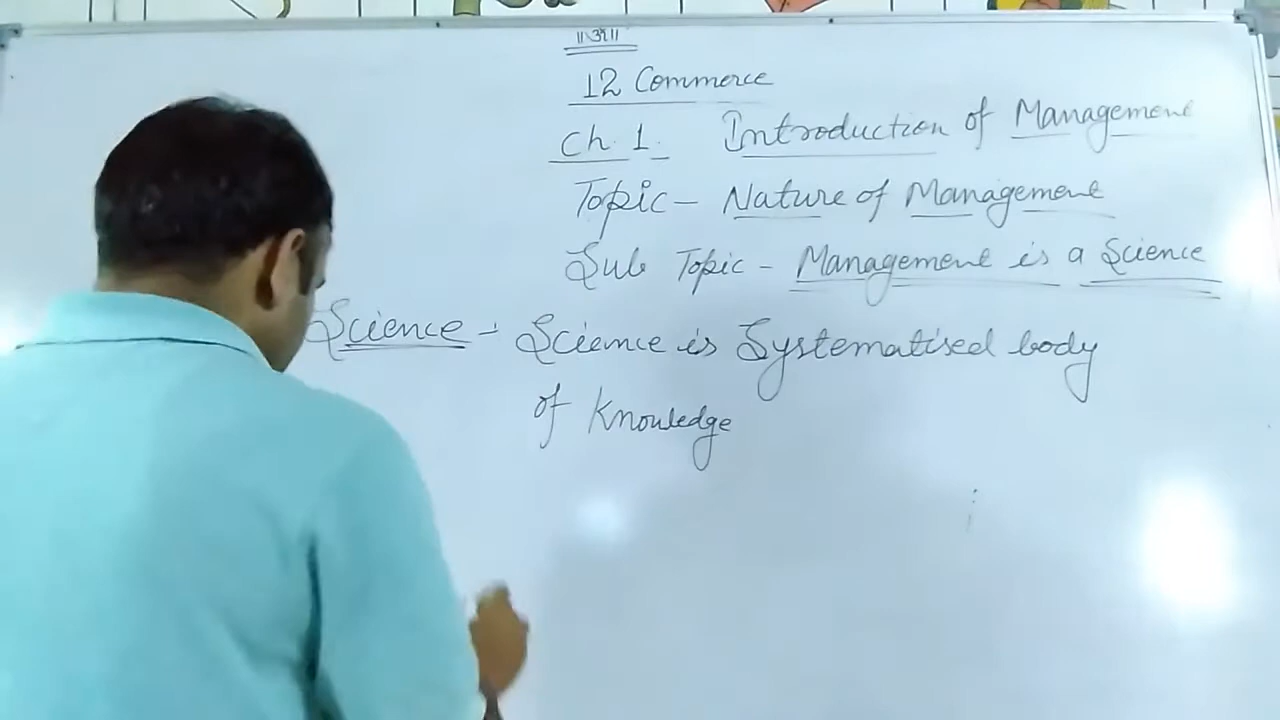 ॥ॐ॥
12 Commerce
Ch 1. Introduction of Management
Topic - Nature of Management
Sub Topic - Management is a Science
Science - Science is Systematised body
of Knowledge